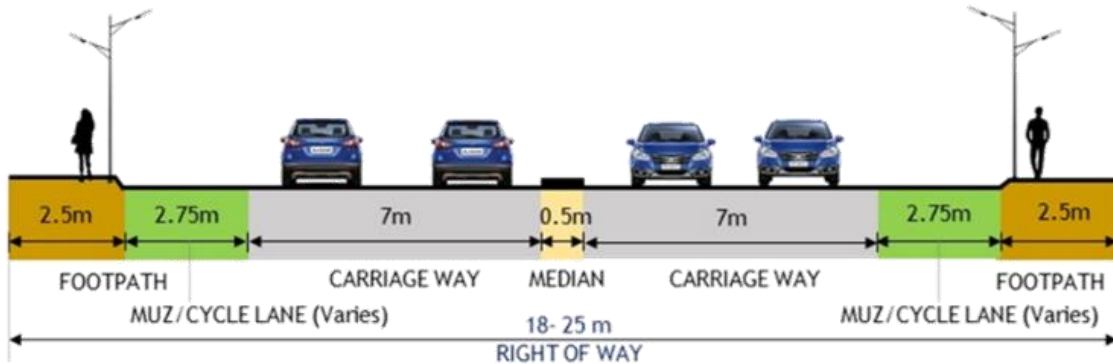 2.5m 2.75m 7m 0.5m 7m 2.75m 2.5m
FOOTPATH CARRIAGE WAY MEDIAN CARRIAGE WAY FOOTPATH
MUZ/CYCLE LANE (Varies) MUZ/CYCLE LANE (Varies)
18- 25 m
RIGHT OF WAY